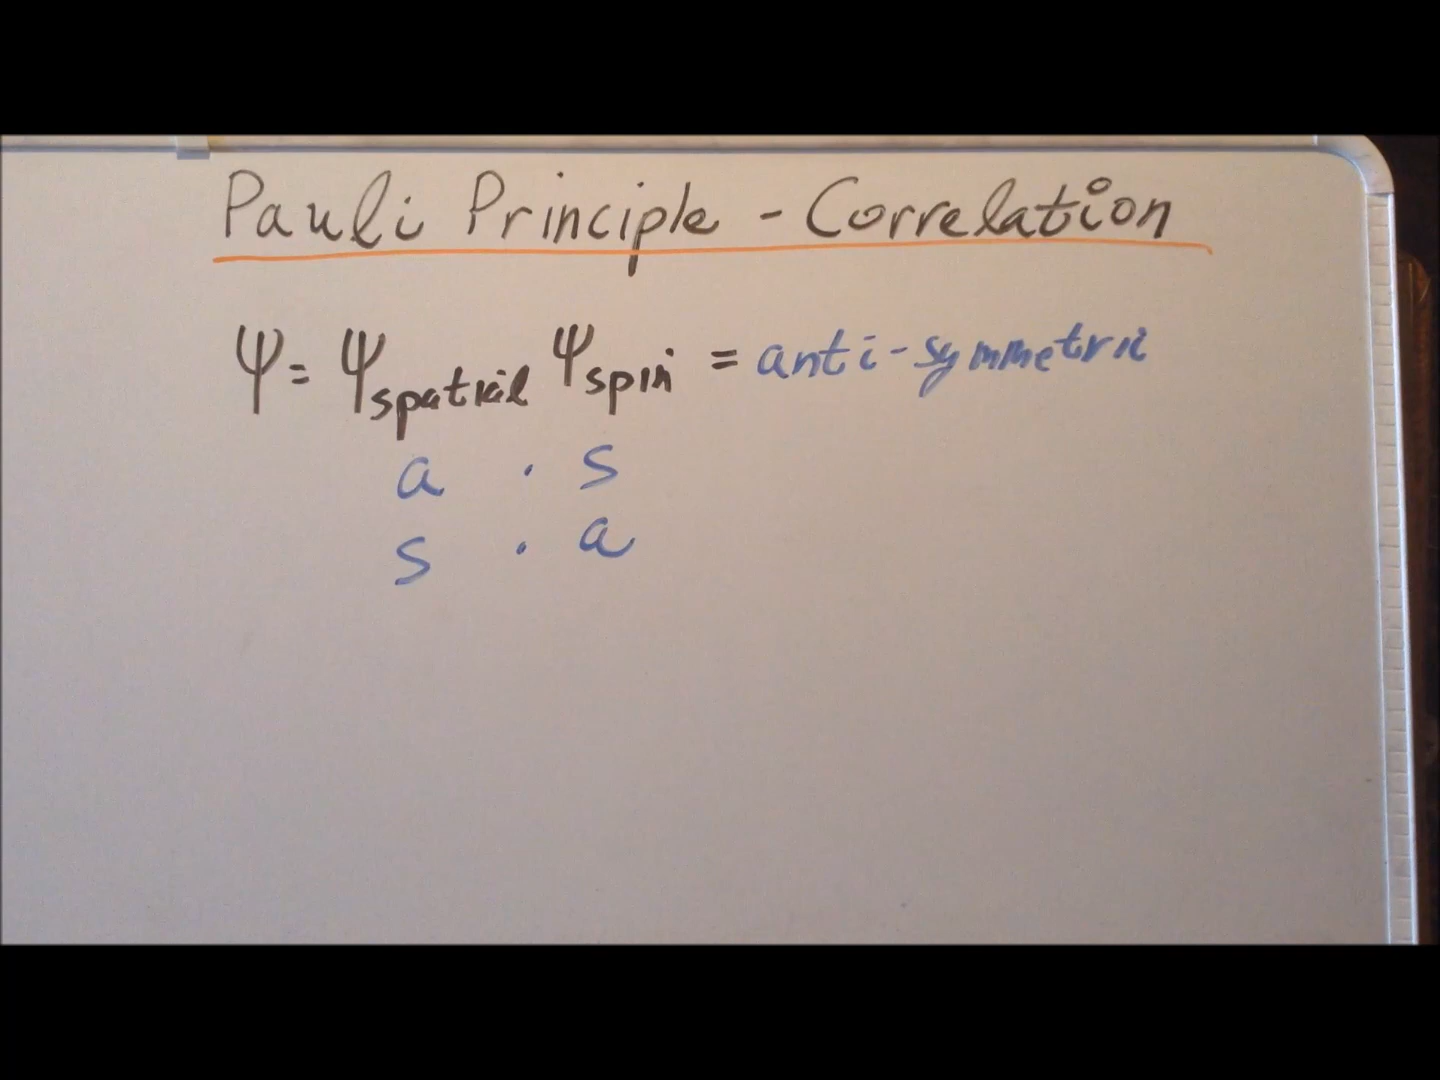 Pauli Principle - Correlation
Ψ = Ψspatial Ψspin = anti-symmetric
a · s
s · a